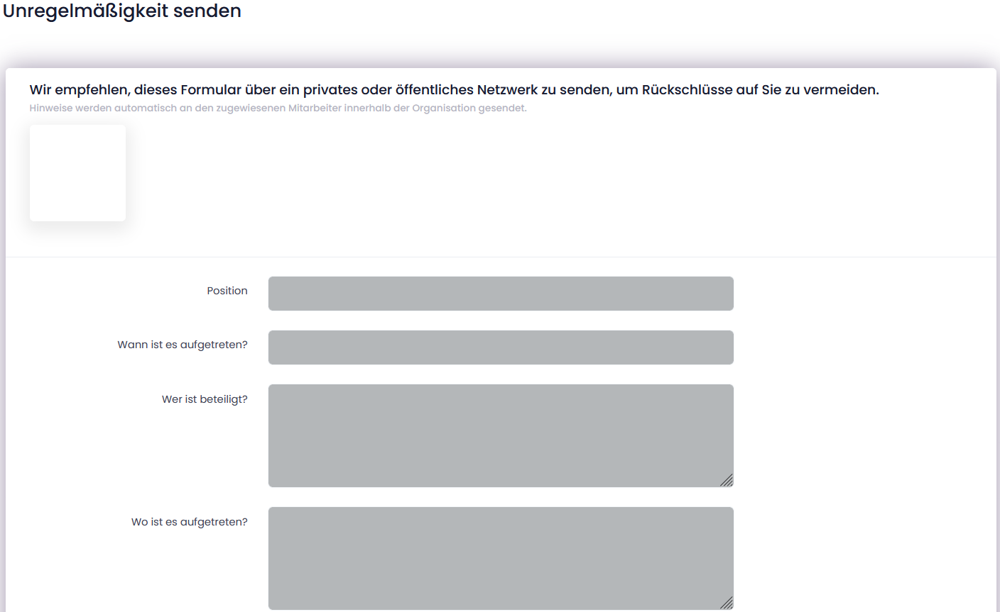 Unregelmäßigkeit senden
Wir empfehlen, dieses Formular über ein privates oder öffentliches Netzwerk zu senden, um Rückschlüsse auf Sie zu vermeiden.
Hinweise werden automatisch an den zugewiesenen Mitarbeiter innerhalb der Organisation gesendet.
Position
Wann ist es aufgetreten?
Wer ist beteiligt?
Wo ist es aufgetreten?